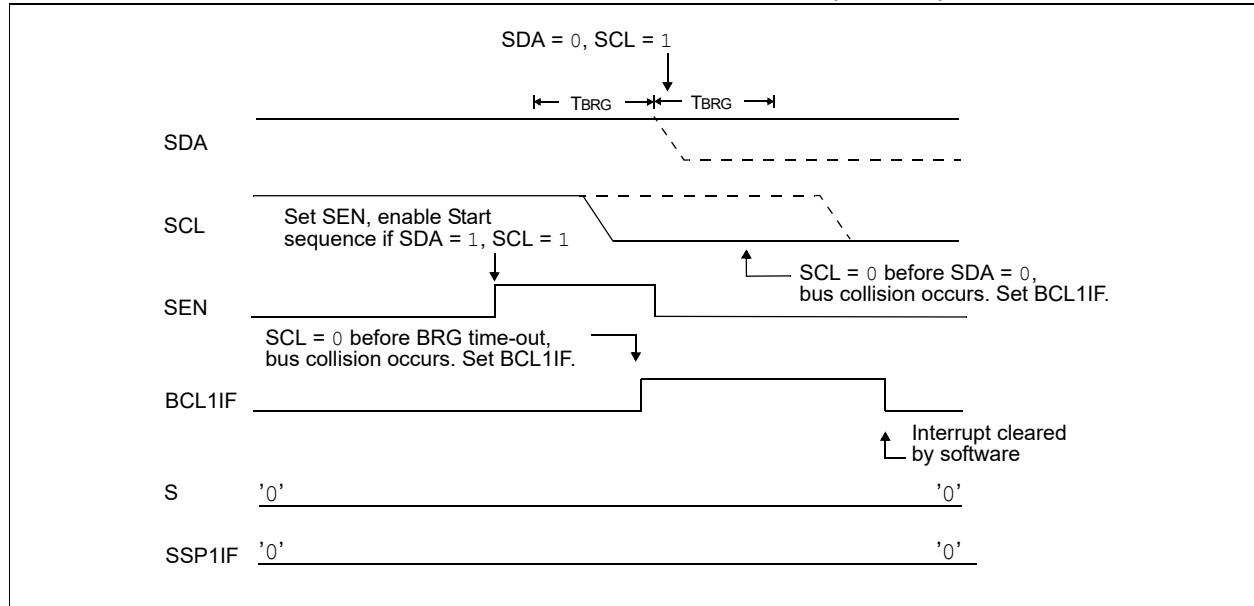 SDA = 0, SCL = 1
TBRG TBRG
SDA
SCL
Set SEN, enable Start
sequence if SDA = 1, SCL = 1
SCL = 0 before SDA = 0,
bus collision occurs. Set BCL1IF.
SEN
SCL = 0 before BRG time-out,
bus collision occurs. Set BCL1IF.
BCL1IF
Interrupt cleared
by software
S '0' '0'
SSP1IF '0' '0'